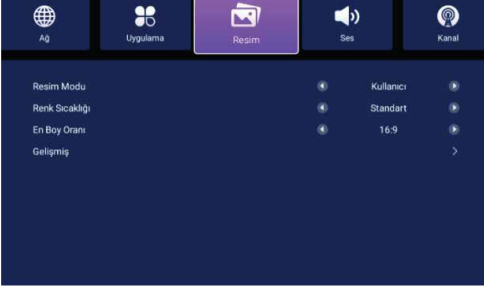 Ağ Uygulama Resim Ses Kanal
Resim Modu Kullanıcı
Renk Sıcaklığı Standart
En Boy Oranı 16:9
Gelişmiş